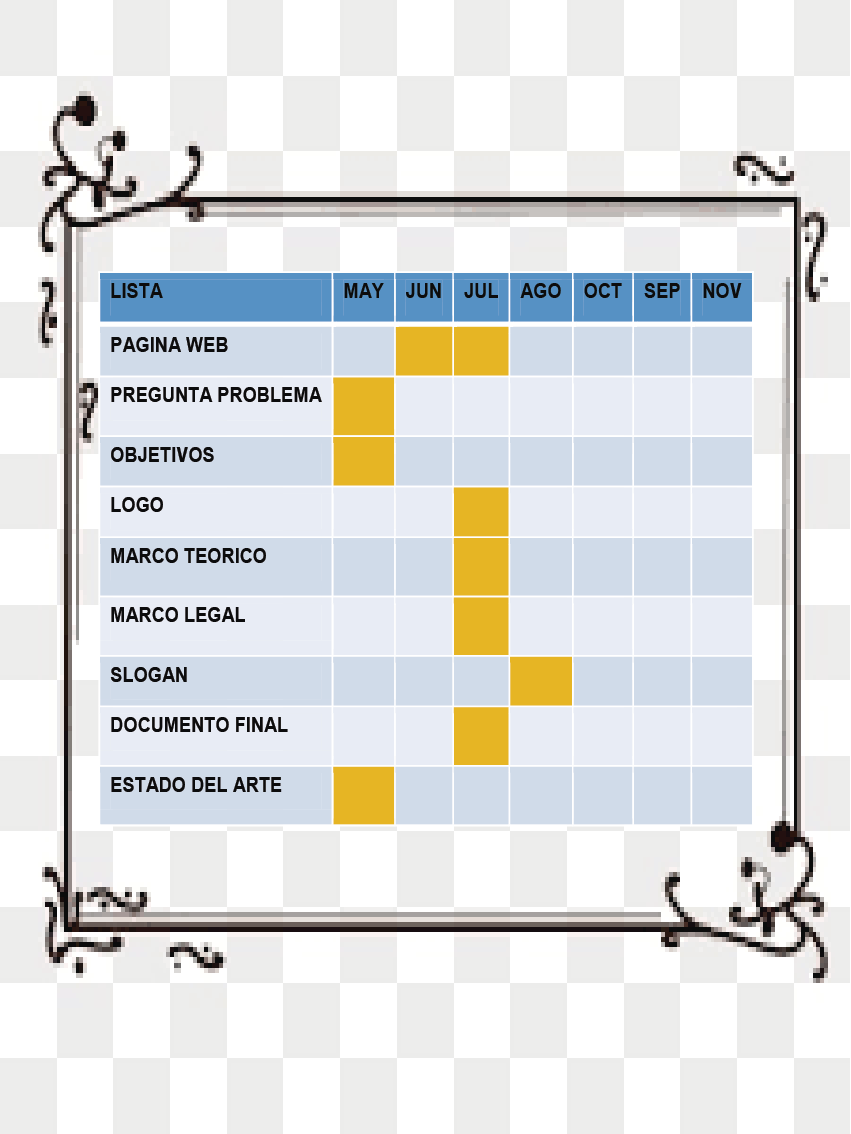 LISTA MAY JUN JUL AGO OCT SEP NOV
PAGINA WEB
PREGUNTA PROBLEMA
OBJETIVOS
LOGO
MARCO TEORICO
MARCO LEGAL
SLOGAN
DOCUMENTO FINAL
ESTADO DEL ARTE